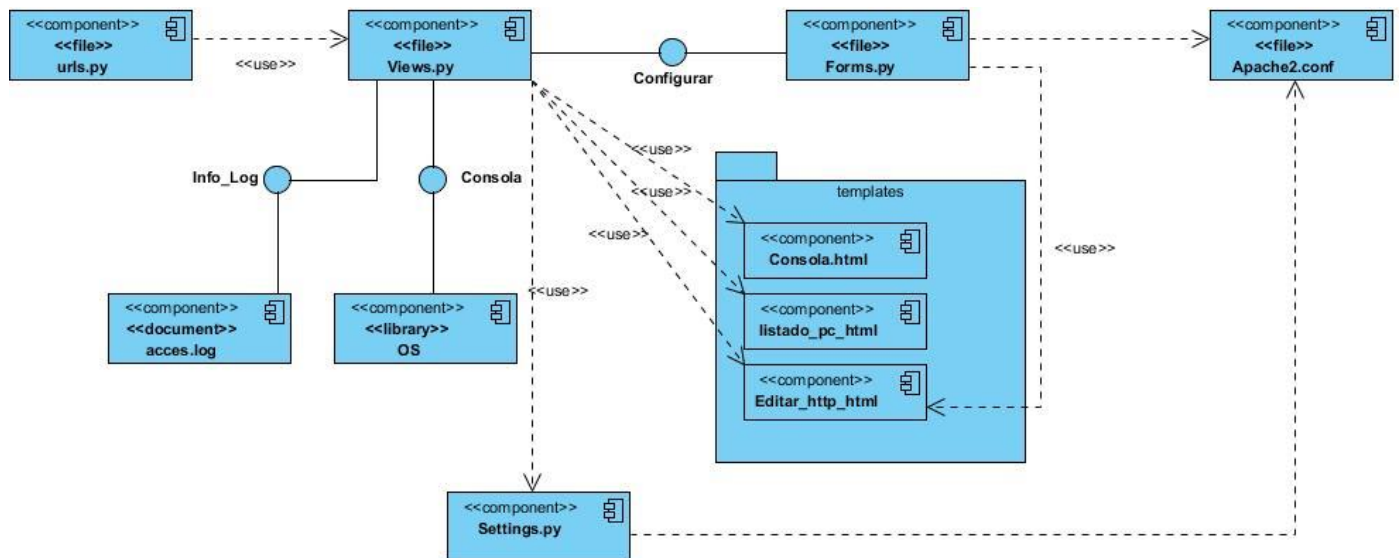 <<component>>
<<file>>
urls.py
<<use>>
<<component>>
<<file>>
Views.py
Configurar
<<component>>
<<file>>
Forms.py
<<component>>
<<file>>
Apache2.conf
Info_Log
Consola
<<use>>
<<use>>
<<use>>
<<use>>
<<use>>
templates
<<component>>
Consola.html
<<component>>
listado_pc_html
<<component>>
Editar_http_html
<<component>>
<<document>>
acces.log
<<component>>
<<library>>
OS
<<component>>
Settings.py